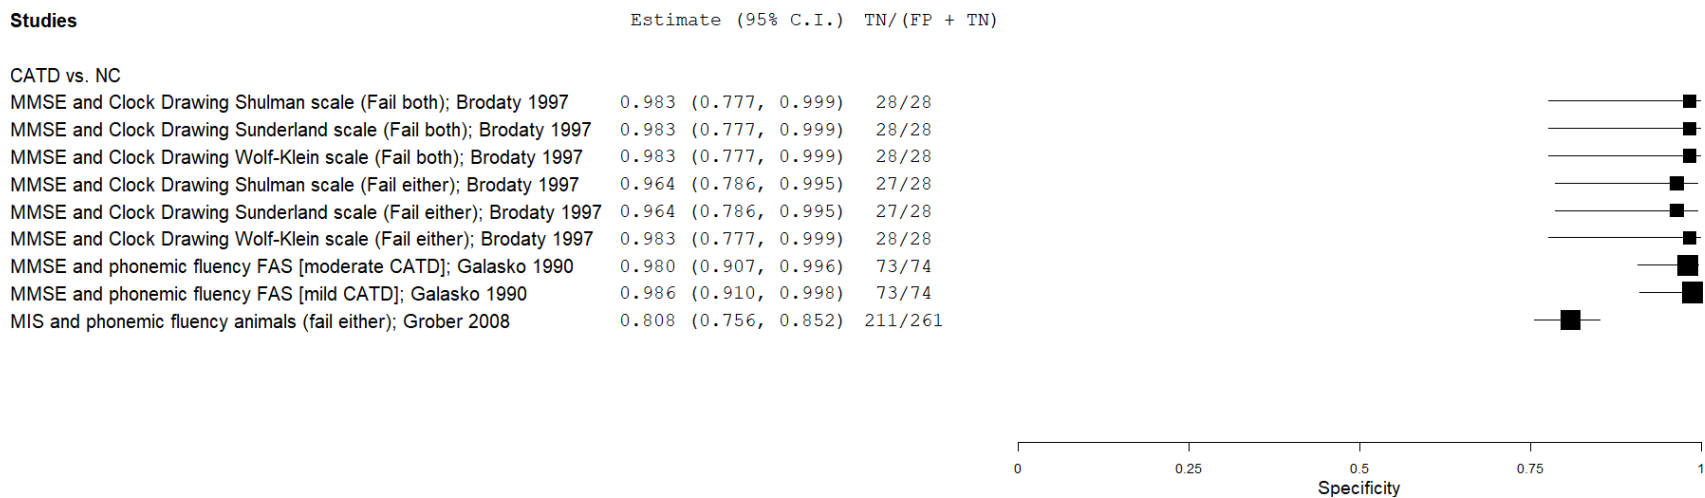 Studies Estimate (95% C.I.) TN/(FP + TN)
CATD vs. NC
MMSE and Clock Drawing Shulman scale (Fail both); Brodaty 1997 0.983 (0.777, 0.999) 28/28
MMSE and Clock Drawing Sunderland scale (Fail both); Brodaty 1997 0.983 (0.777, 0.999) 28/28
MMSE and Clock Drawing Wolf-Klein scale (Fail both); Brodaty 1997 0.983 (0.777, 0.999) 28/28
MMSE and Clock Drawing Shulman scale (Fail either); Brodaty 1997 0.964 (0.786, 0.995) 27/28
MMSE and Clock Drawing Sunderland scale (Fail either); Brodaty 1997 0.964 (0.786, 0.995) 27/28
MMSE and Clock Drawing Wolf-Klein scale (Fail either); Brodaty 1997 0.983 (0.777, 0.999) 28/28
MMSE and phonemic fluency FAS [moderate CATD]; Galasko 1990 0.980 (0.907, 0.996) 73/74
MMSE and phonemic fluency FAS [mild CATD]; Galasko 1990 0.986 (0.910, 0.998) 73/74
MIS and phonemic fluency animals (fail either); Grober 2008 0.808 (0.756, 0.852) 211/261
0 0.25 0.5 0.75 1
Specificity